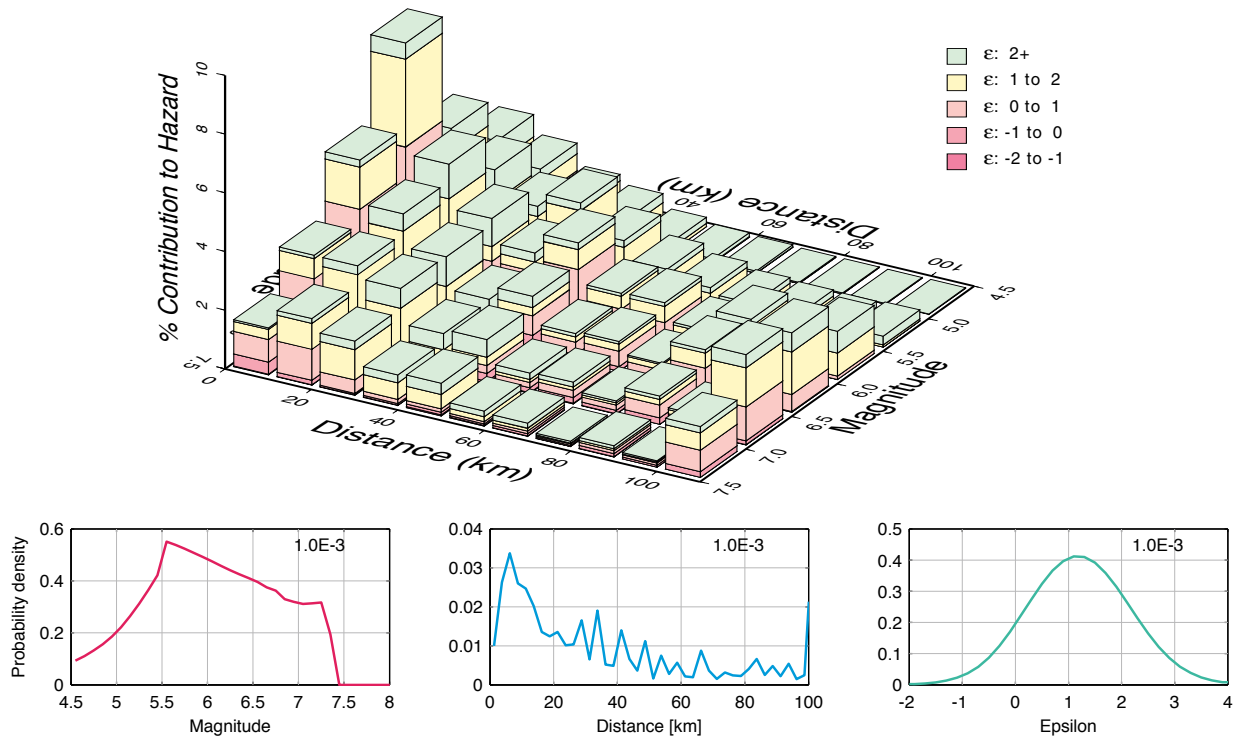 10
8
6
4
2
0
% Contribution to Hazard
ε: 2+
ε: 1 to 2
ε: 0 to 1
ε: -1 to 0
ε: -2 to -1
Distance (km)
40
60
80
100
4.5
5.0
5.5
6.0
6.5
7.0
7.5
Magnitude
7.5
0
20
40
60
80
100
Distance (km)
0.6
0.4
0.2
0
Probability density
1.0E-3
4.5 5 5.5 6 6.5 7 7.5 8
Magnitude
0.04
0.03
0.02
0.01
0
1.0E-3
0 20 40 60 80 100
Distance [km]
0.5
0.4
0.3
0.2
0.1
0
1.0E-3
-2 -1 0 1 2 3 4
Epsilon